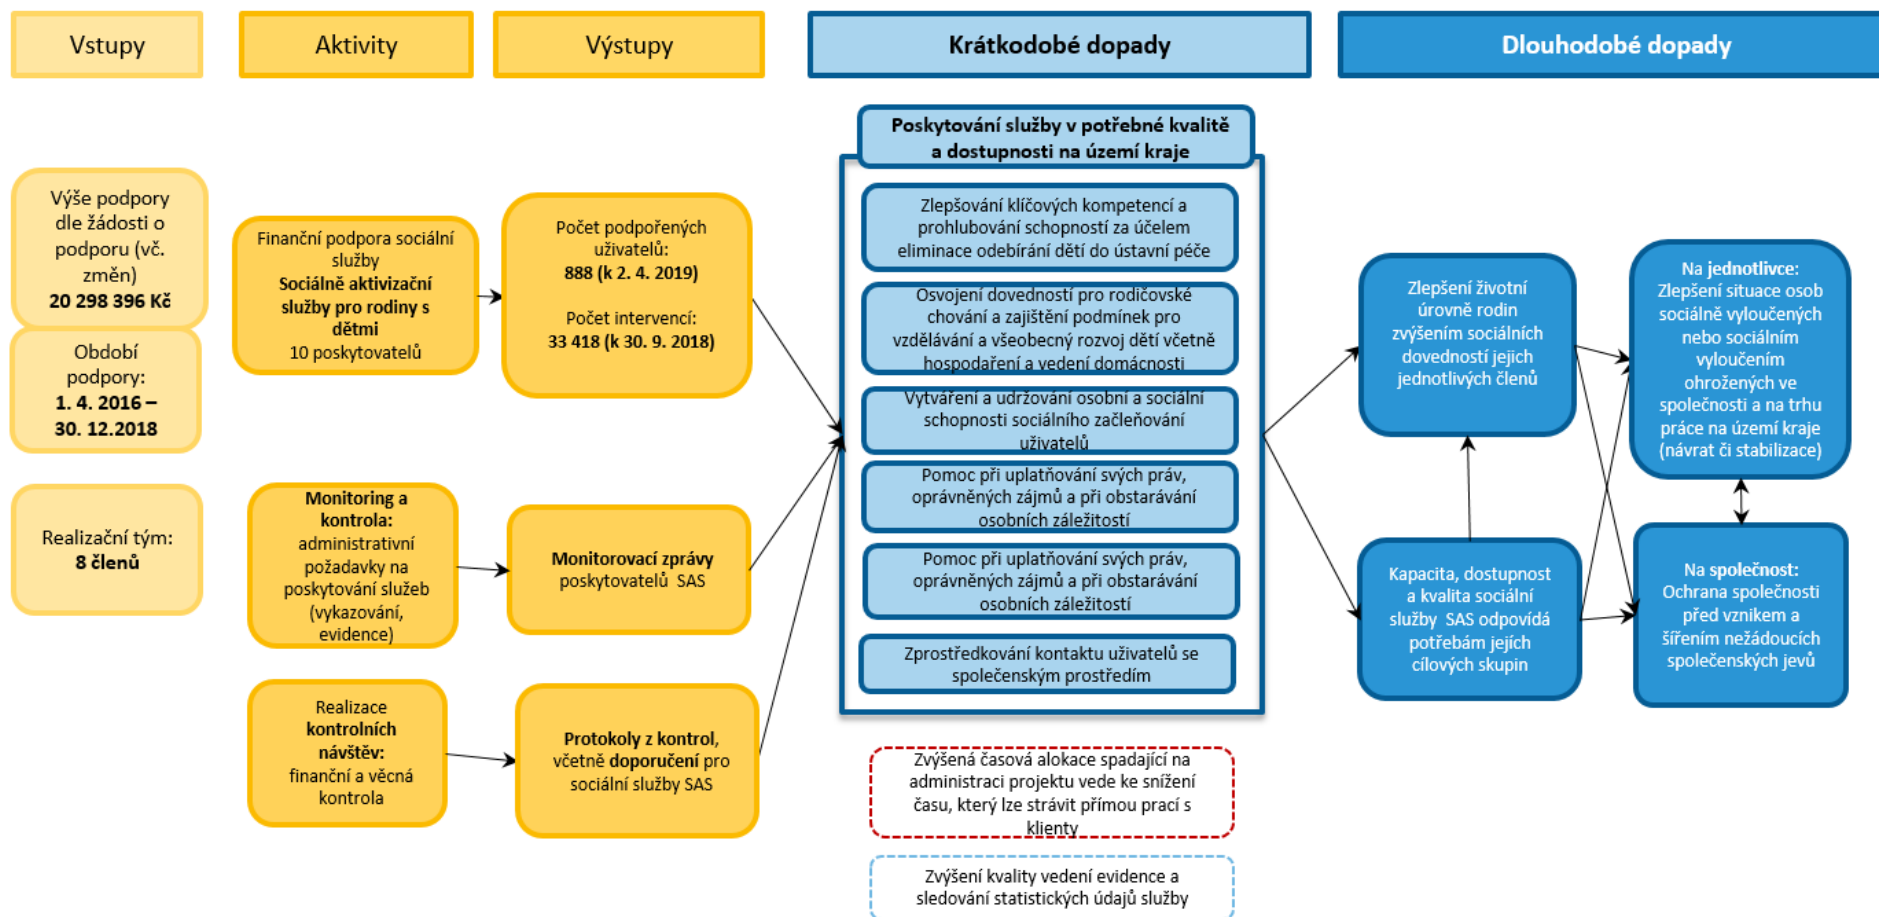 Vstupy
Aktivity
Výstupy
Krátkodobé dopady
Dlouhodobé dopady
Výše podpory
dle žádosti o
podporu (vč.
změn)
20 298 396 Kč
Období
podpory:
1. 4. 2016 –
30. 12.2018
Realizační tým:
8 členů
Finanční podpora sociální
služby
Sociálně aktivizační
služby pro rodiny s
dětmi
10 poskytovatelů
Monitoring a
kontrola:
administrativní
požadavky na
poskytování služeb
(vykazování,
evidence)
Realizace
kontrolních
návštěv:
finanční a věcná
kontrola
Počet podpořených
uživatelů:
888 (k 2. 4. 2019)
Počet intervencí:
33 418 (k 30. 9. 2018)
Monitorovací zprávy
poskytovatelů SAS
Protokoly z kontrol,
včetně doporučení pro
sociální služby SAS
Poskytování služby v potřebné kvalitě
a dostupnosti na území kraje
Zlepšování klíčových kompetencí a
prohlubování schopností za účelem
eliminace odebírání dětí do ústavní péče
Osvojení dovedností pro rodičovské
chování a zajištění podmínek pro
vzdělávání a všeobecný rozvoj dětí včetně
hospodaření a vedení domácnosti
Vytváření a udržování osobní a sociální
schopnosti sociálního začleňování
uživatelů
Pomoc při uplatňování svých práv,
oprávněných zájmů a při obstarávání
osobních záležitostí
Pomoc při uplatňování svých práv,
oprávněných zájmů a při obstarávání
osobních záležitostí
Zprostředkování kontaktu uživatelů se
společenským prostředím
Zvýšená časová alokace spadající na
administraci projektu vede ke snížení
času, který lze strávit přímou prací s
klienty
Zvýšení kvality vedení evidence a
sledování statistických údajů služby
Zlepšení životní
úrovně rodin
zvýšením sociálních
dovedností jejich
jednotlivých členů
Kapacita, dostupnost
a kvalita sociální
služby SAS odpovídá
potřebám jejich
cílových skupin
Na jednotlivce:
Zlepšení situace osob
sociálně vyloučených
nebo sociálním
vyloučením
ohrožených ve
společnosti a na trhu
práce na území kraje
(návrat či stabilizace)
Na společnost:
Ochrana společnosti
před vznikem a
šířením nežádoucích
společenských jevů